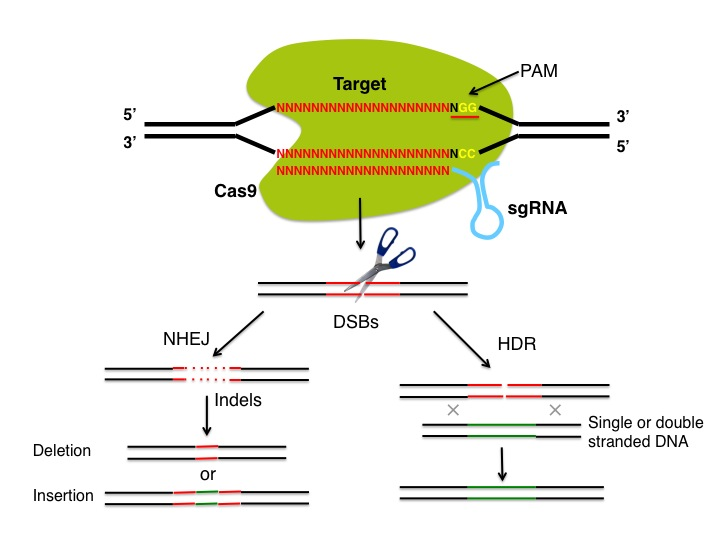 Target
PAM
NNNNNNNNNNNNNNNNNNNNNGG
5’
3’
3’
5’
NNNNNNNNNNNNNNNNNNNNNCC
NNNNNNNNNNNNNNNNNNNN
Cas9
sgRNA
DSBs
NHEJ
HDR
Indels
Single or double
stranded DNA
Deletion
or
Insertion